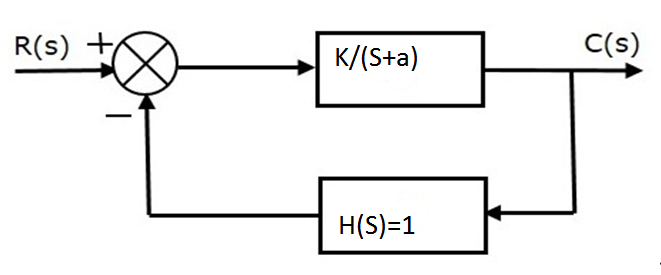 R(s)
+
K/(S+a)
C(s)
−
H(S)=1